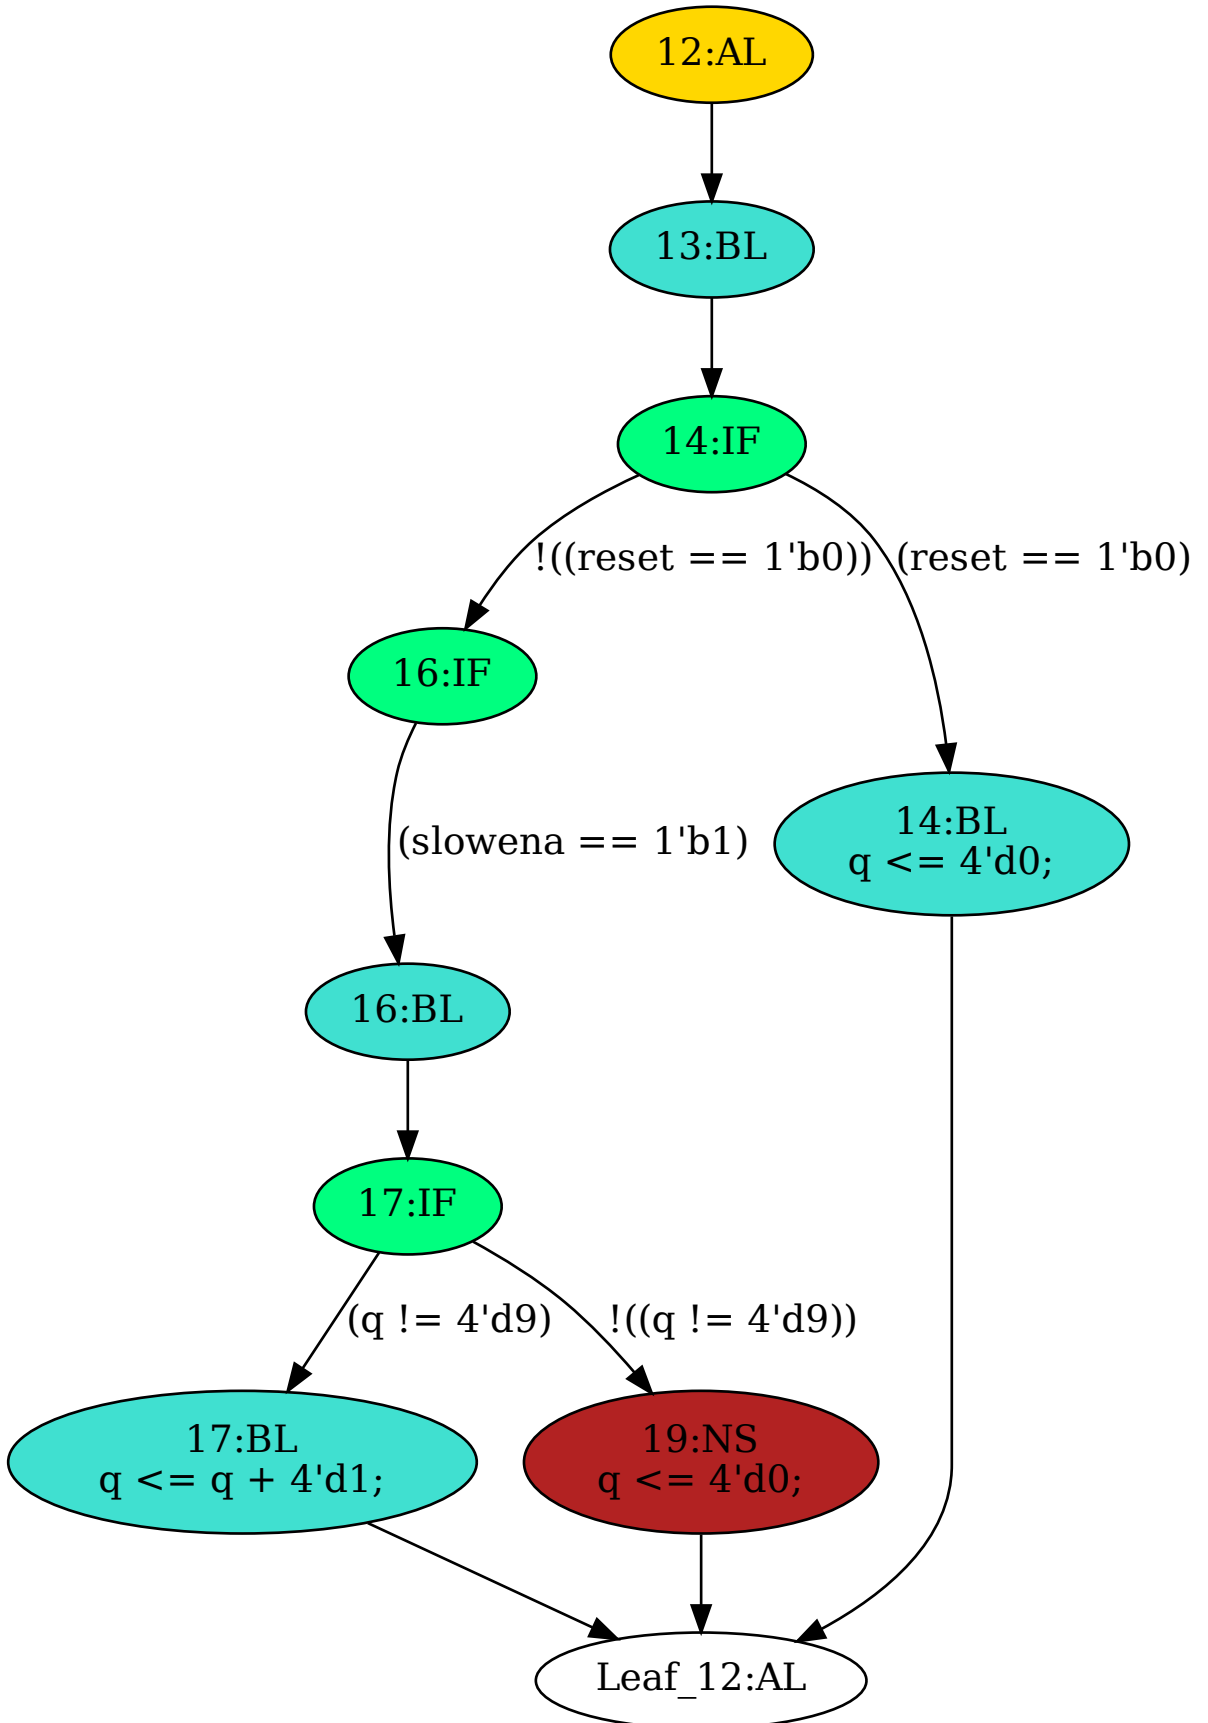 12:AL
13:BL
14:IF
!((reset == 1'b0))
(reset == 1'b0)
16:IF
(slowena == 1'b1)
14:BL
q <= 4'd0;
16:BL
17:IF
(q != 4'd9)
!((q != 4'd9))
17:BL
q <= q + 4'd1;
19:NS
q <= 4'd0;
Leaf_12:AL